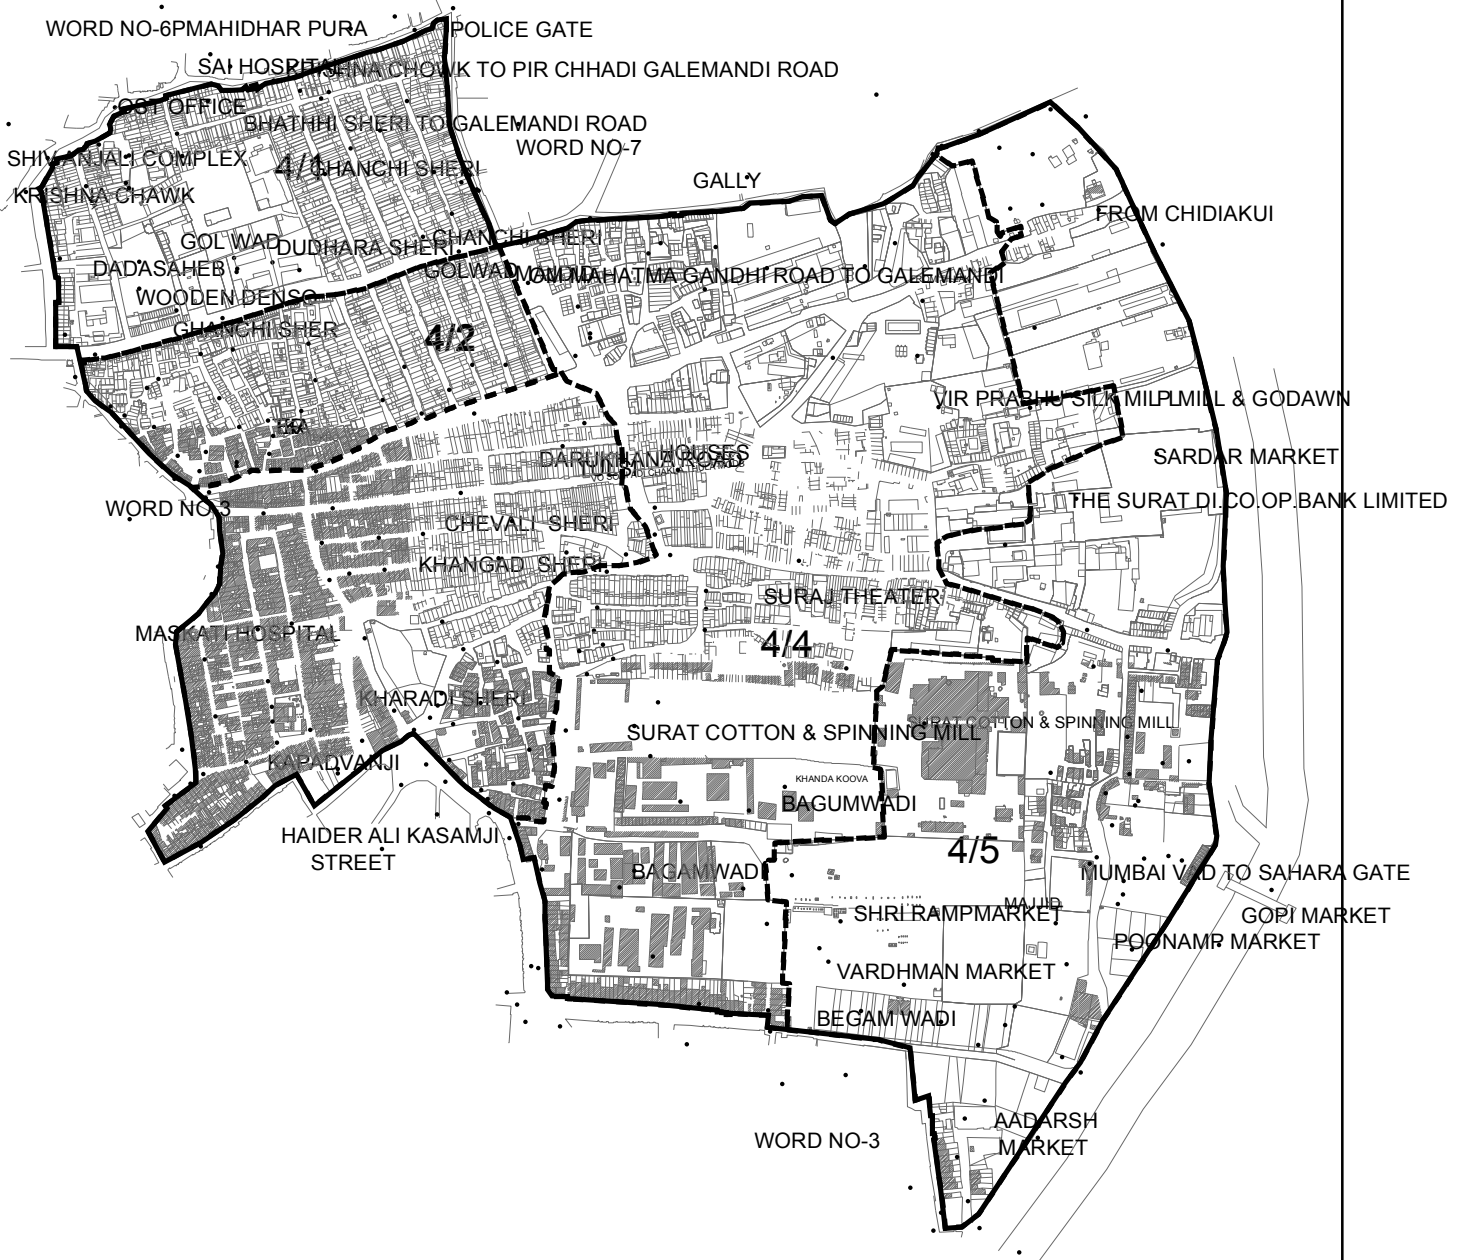 WORD NO-6PMAHIDHAR PURA
POLICE GATE
SAI HOSPITAL
CHOWK TO PIR CHHADI GALEMANDI ROAD
OST OFFICE
BHATHHI SHERI TO GALEMANDI ROAD
WORD NO-7
SHIVANJALI COMPLEX
4/1
GHANCHI SHERI
GALLY
KRISHNA CHAWK
FROM CHIDIAKUI
GOL WAD
DUDHARA SHERI
CHANCHI SHERI
DADASAHEB
GOLWAD
MAHATMA GANDHI ROAD TO GALEMANDI
WOODEN DENSO
GHANCHI SHER
4/2
VIR PRABHU SILK MILL
MILL & GODAWN
HOUSES
DARUKHANA ROAD
TULSI
SARDAR MARKET
WORD NO-3
THE SURAT DI.CO.OP.BANK LIMITED
CHEVALI SHERI
KHANGAD SHERI
SURAJ THEATER
MASKATI HOSPITAL
4/4
KHARADI SHERI
SURAT COTTON & SPINNING MILL
SURAT COTTON & SPINNING MILL
KAPADVANJI
KHANDA KOOVA
BAGUMWADI
HAIDER ALI KASAMJI
STREET
4/5
BAGAMWADI
MUMBAI VAD TO SAHARA GATE
MAJJID
SHRI RAMPMARKET
GOPI MARKET
POONAMP MARKET
VARDHMAN MARKET
BEGAM WADI
AADARSH
MARKET
WORD NO-3